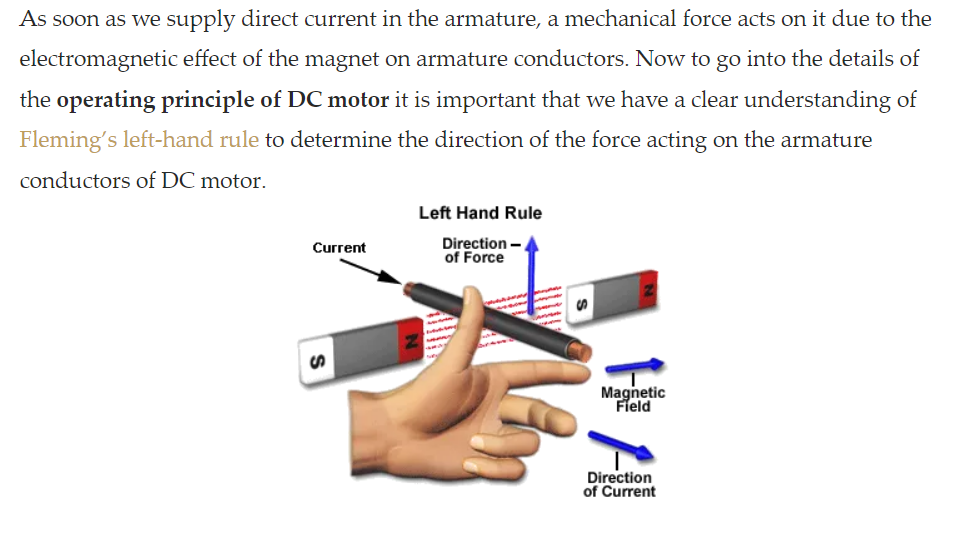 As soon as we supply direct current in the armature, a mechanical force acts on it due to the
electromagnetic effect of the magnet on armature conductors. Now to go into the details of
the operating principle of DC motor it is important that we have a clear understanding of
Fleming’s left-hand rule to determine the direction of the force acting on the armature
conductors of DC motor.
Left Hand Rule
Current
Direction
of Force
N
S
N
S
Magnetic
Field
Direction
of Current